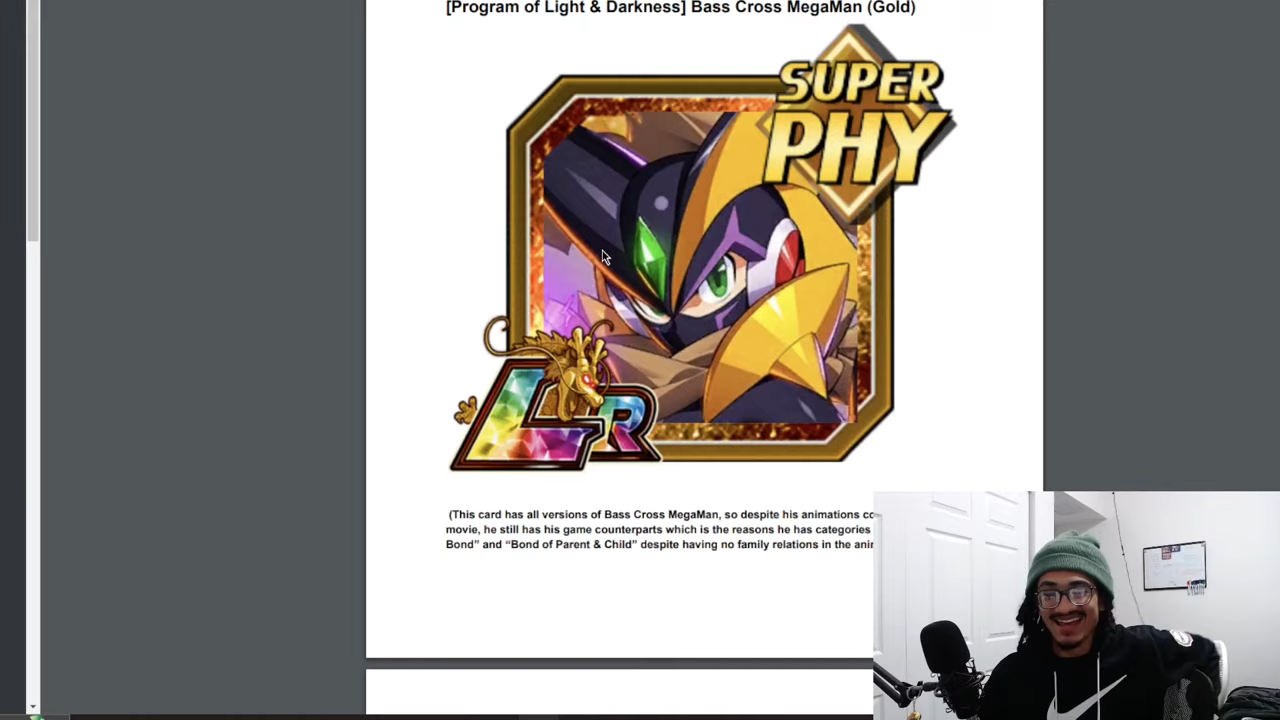 [Program of Light & Darkness] Bass Cross MegaMan (Gold)
SUPER
PHY
LR
(This card has all versions of Bass Cross MegaMan, so despite his animations
movie, he still has his game counterparts which is the reasons he has categories
Bond” and “Bond of Parent & Child” despite having no family relations in the